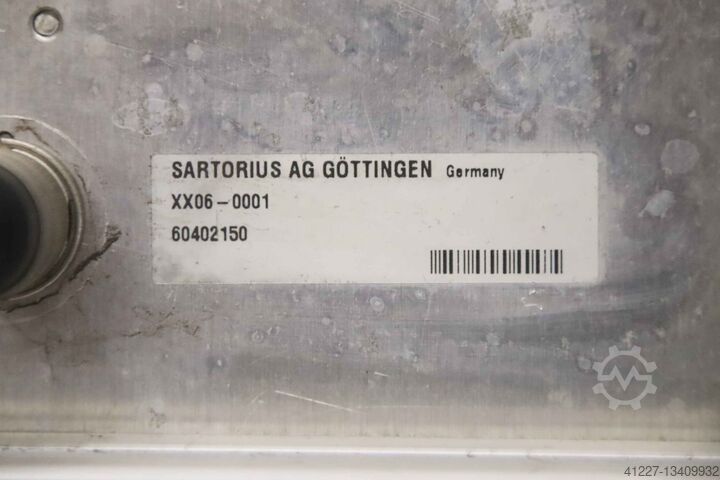 SARTORIUS AG GÖTTINGEN Germany
XX06-0001
60402150
41227-13409932